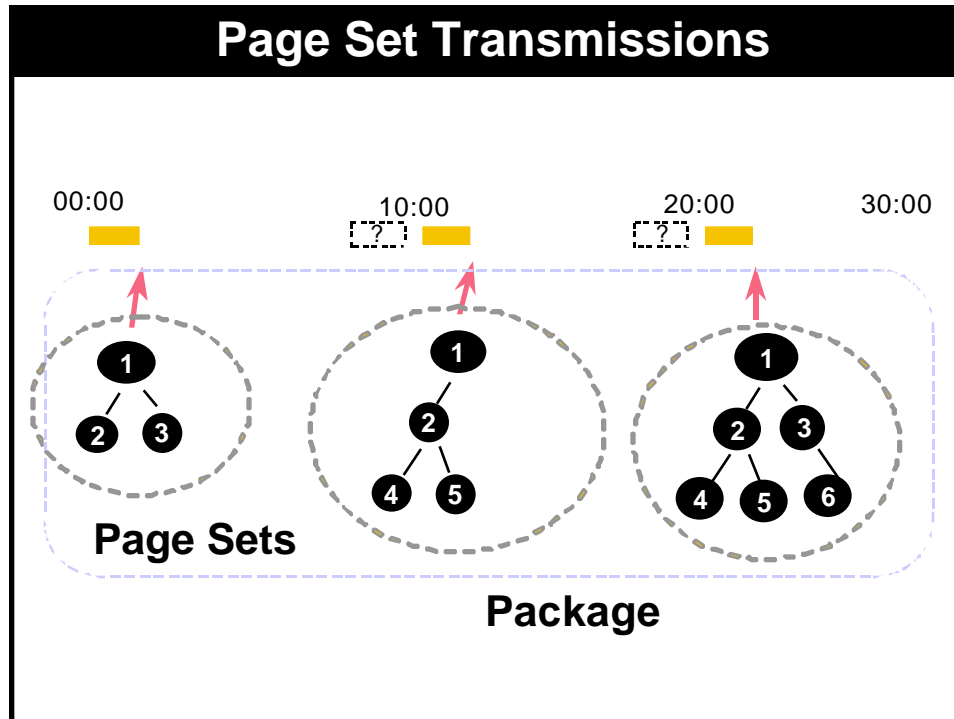 Page Set Transmissions
00:00 10:00 20:00 30:00
? ?
1 1 1
2 3 2 2 3
4 5 4 5 6
Page Sets
Package